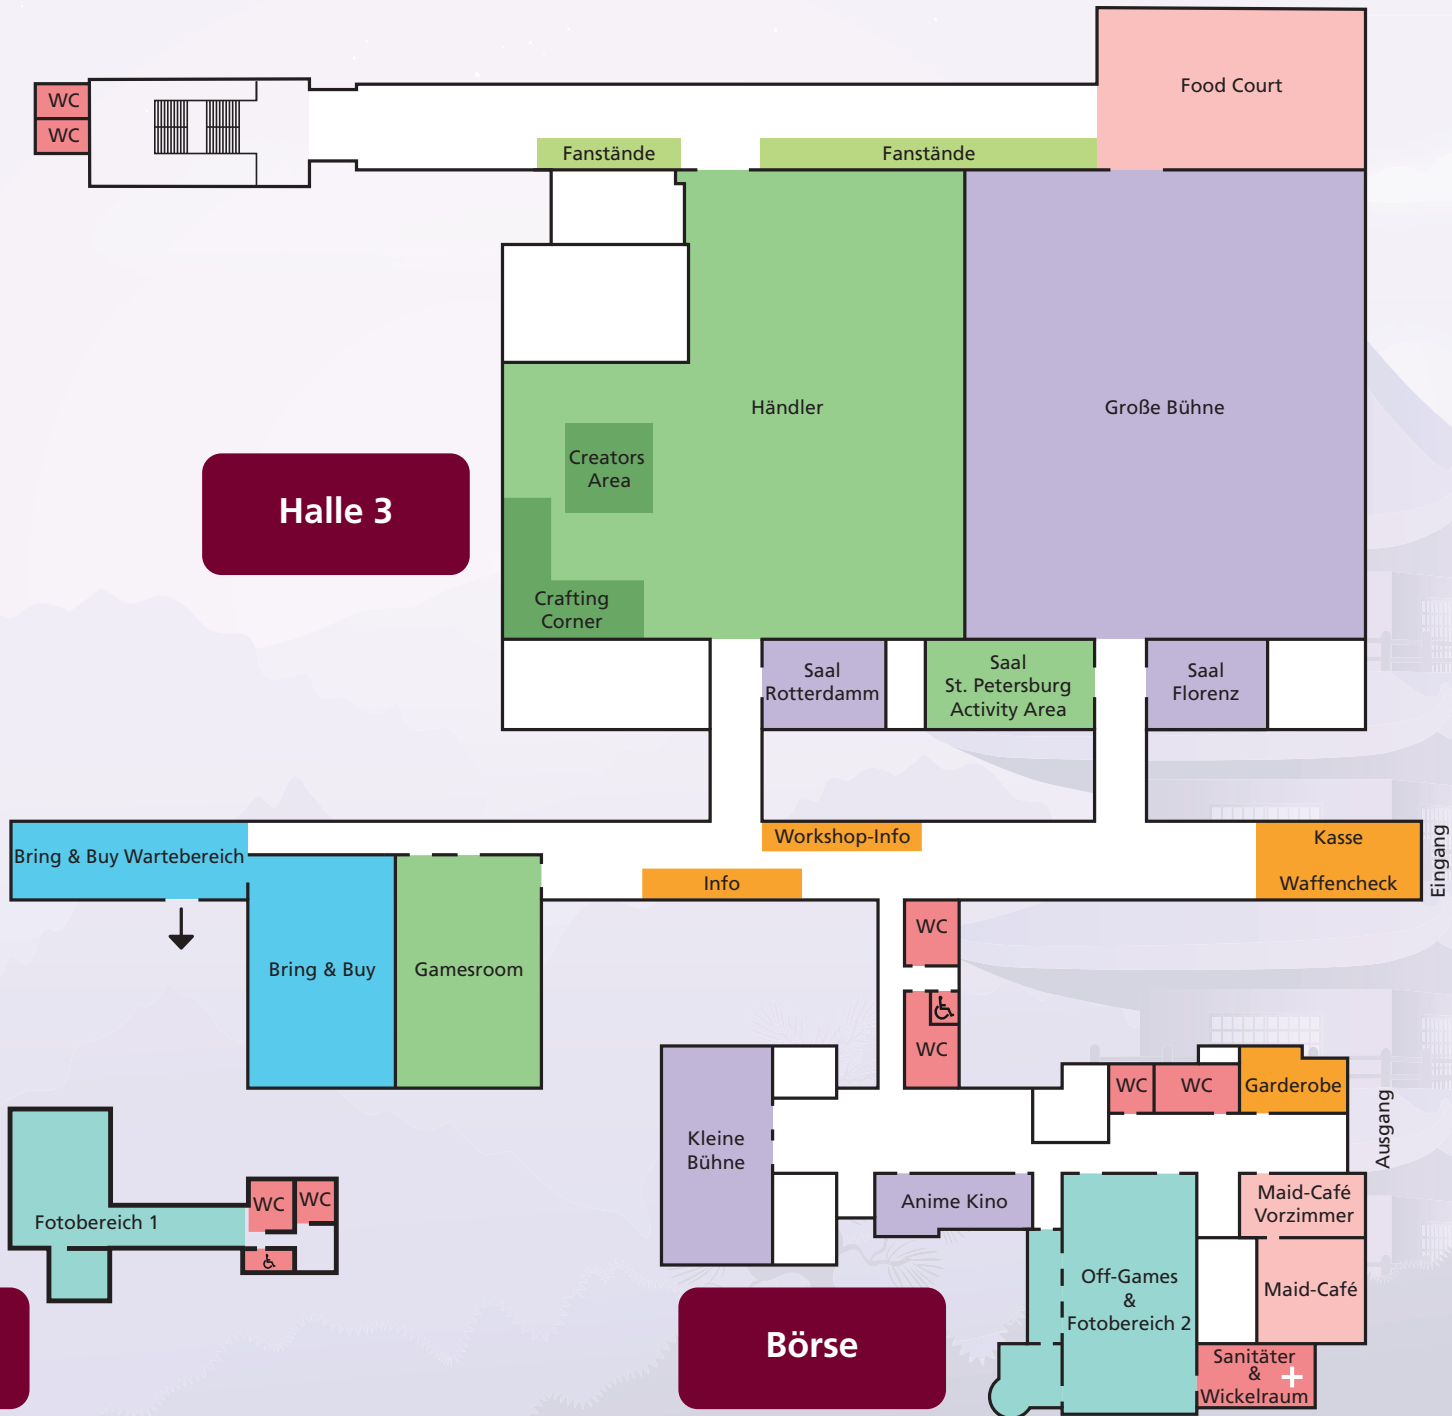 Food Court
WC
WC
Fanstände
Fanstände
Händler
Große Bühne
Creators
Area
Halle 3
Crafting
Corner
Saal
Rotterdamm
Saal
St. Petersburg
Activity Area
Saal
Florenz
Workshop-Info
Kasse
Eingang
Bring & Buy Wartebereich
Info
Waffencheck
WC
Bring & Buy
Gamesroom
WC
WC
WC
Garderobe
Ausgang
Kleine
Bühne
Anime Kino
Maid-Café
Vorzimmer
WC
WC
Fotobereich 1
Off-Games
&
Fotobereich 2
Maid-Café
Börse
Sanitäter
&
Wickelraum